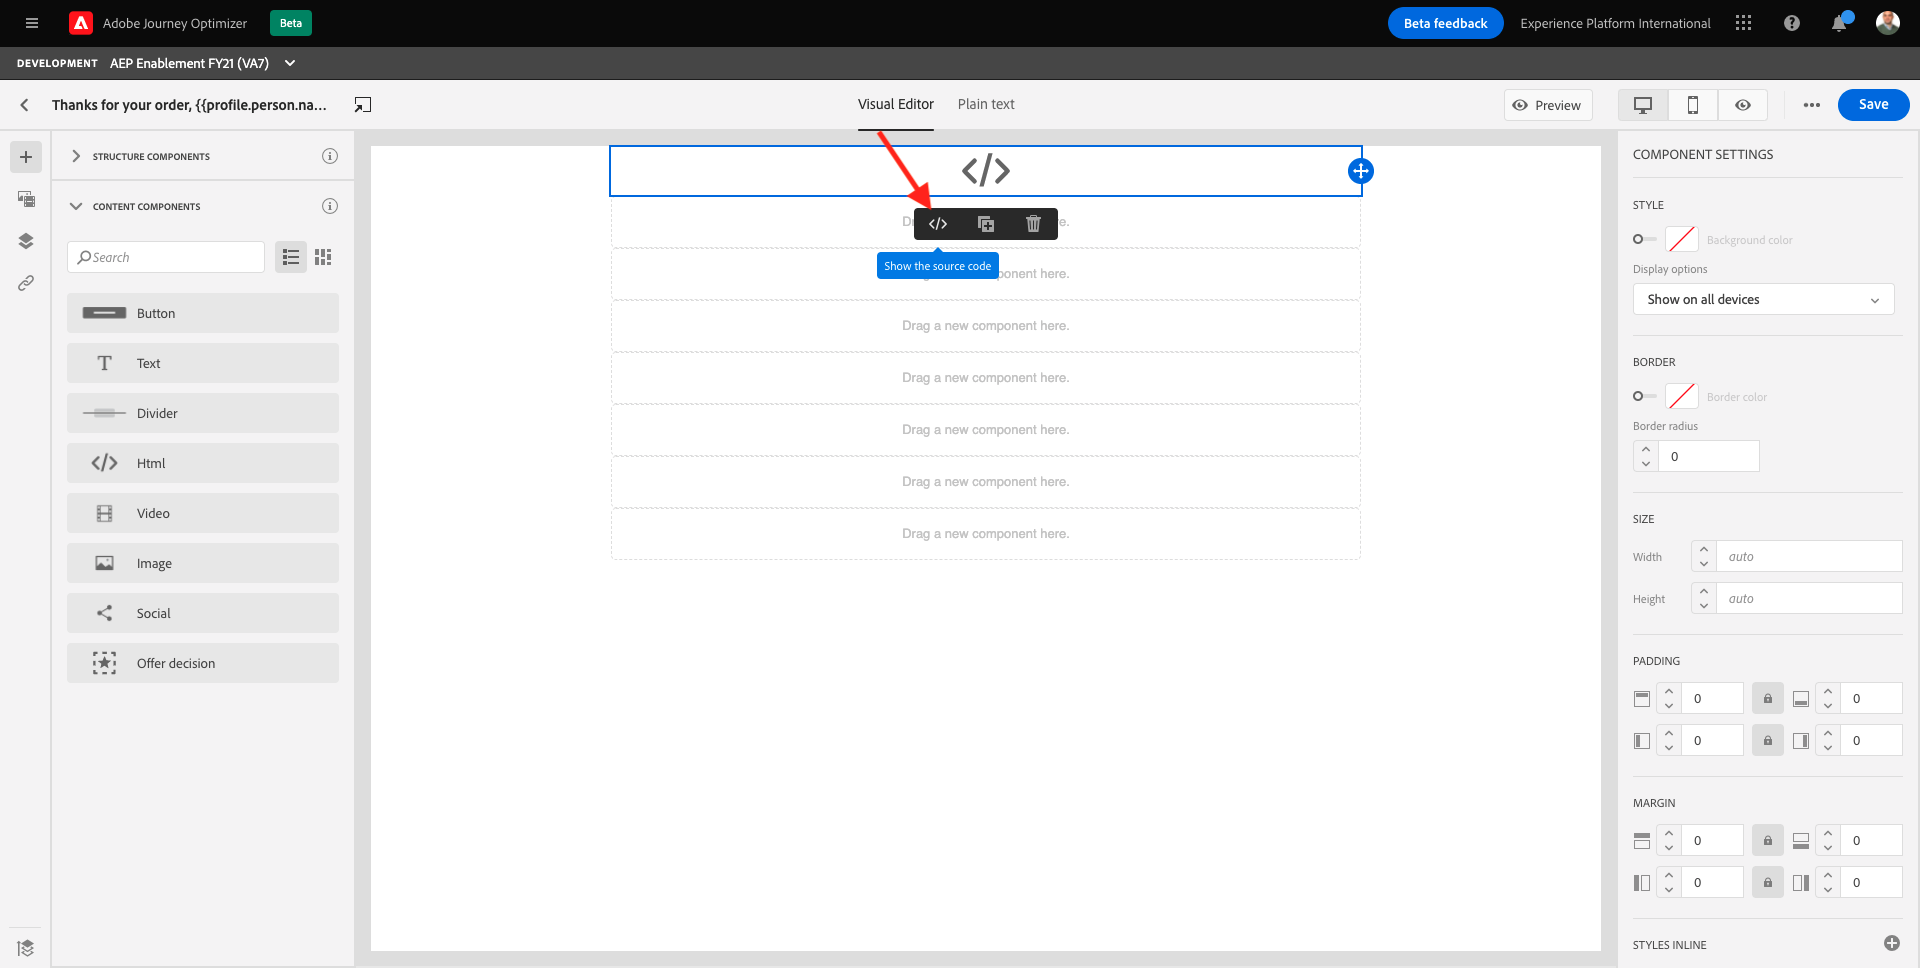 Adobe Journey Optimizer
Beta
Beta feedback
Experience Platform International
DEVELOPMENT
AEP Enablement FY21 (VA7)
Thanks for your order, {{profile.person.na...
Visual Editor
Plain text
Preview
Save
STRUCTURE COMPONENTS
CONTENT COMPONENTS
Search
Button
Text
Divider
Html
Video
Image
Social
Offer decision
Show the source code
Drag a new component here.
Drag a new component here.
Drag a new component here.
Drag a new component here.
Drag a new component here.
COMPONENT SETTINGS
STYLE
Background color
Display options
Show on all devices
BORDER
Border color
Border radius
0
SIZE
Width
auto
Height
auto
PADDING
0
0
0
0
MARGIN
0
0
0
0
STYLES INLINE